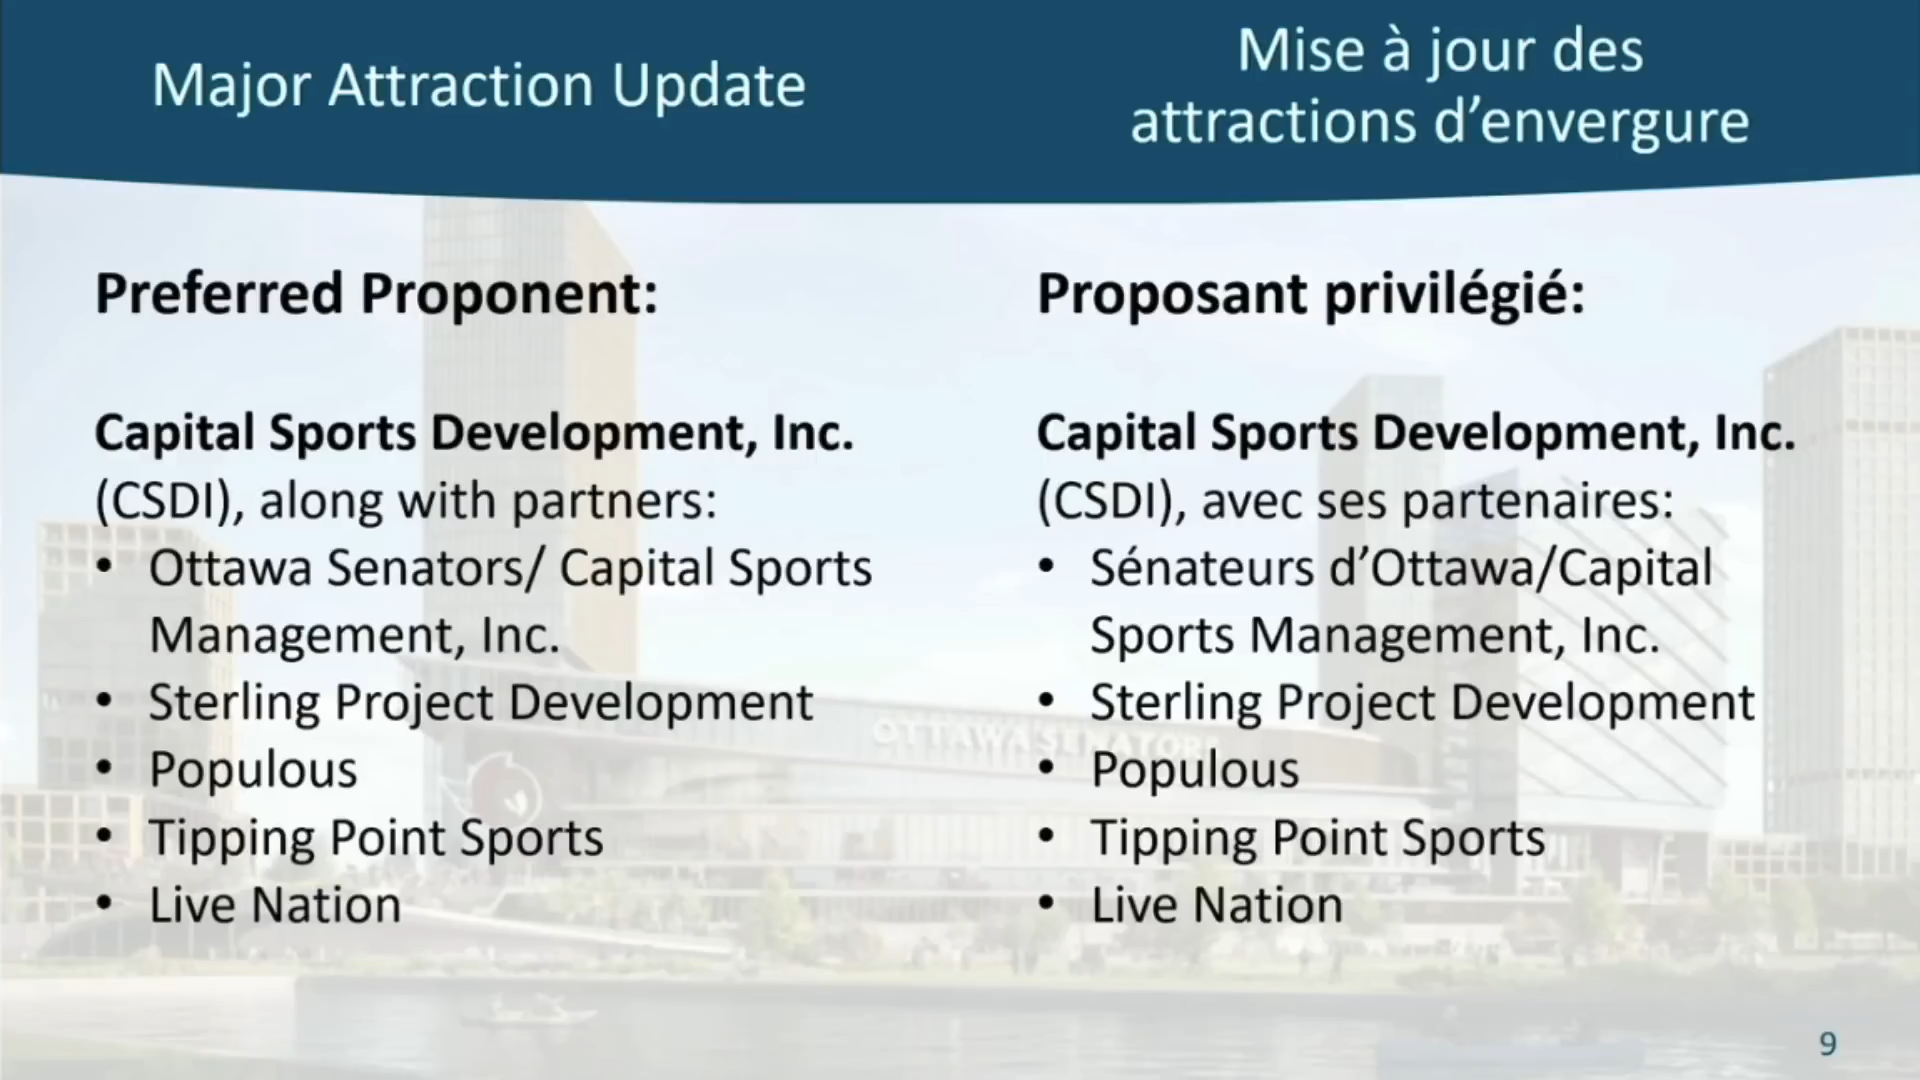 Major Attraction Update
Mise à jour des
attractions d’envergure
Preferred Proponent:
Capital Sports Development, Inc.
(CSDI), along with partners:
• Ottawa Senators/ Capital Sports
Management, Inc.
• Sterling Project Development
• Populous
• Tipping Point Sports
• Live Nation
Proposant privilégié:
Capital Sports Development, Inc.
(CSDI), avec ses partenaires:
• Sénateurs d’Ottawa/Capital
Sports Management, Inc.
• Sterling Project Development
• Populous
• Tipping Point Sports
• Live Nation
OTTAWA SENATORS
9